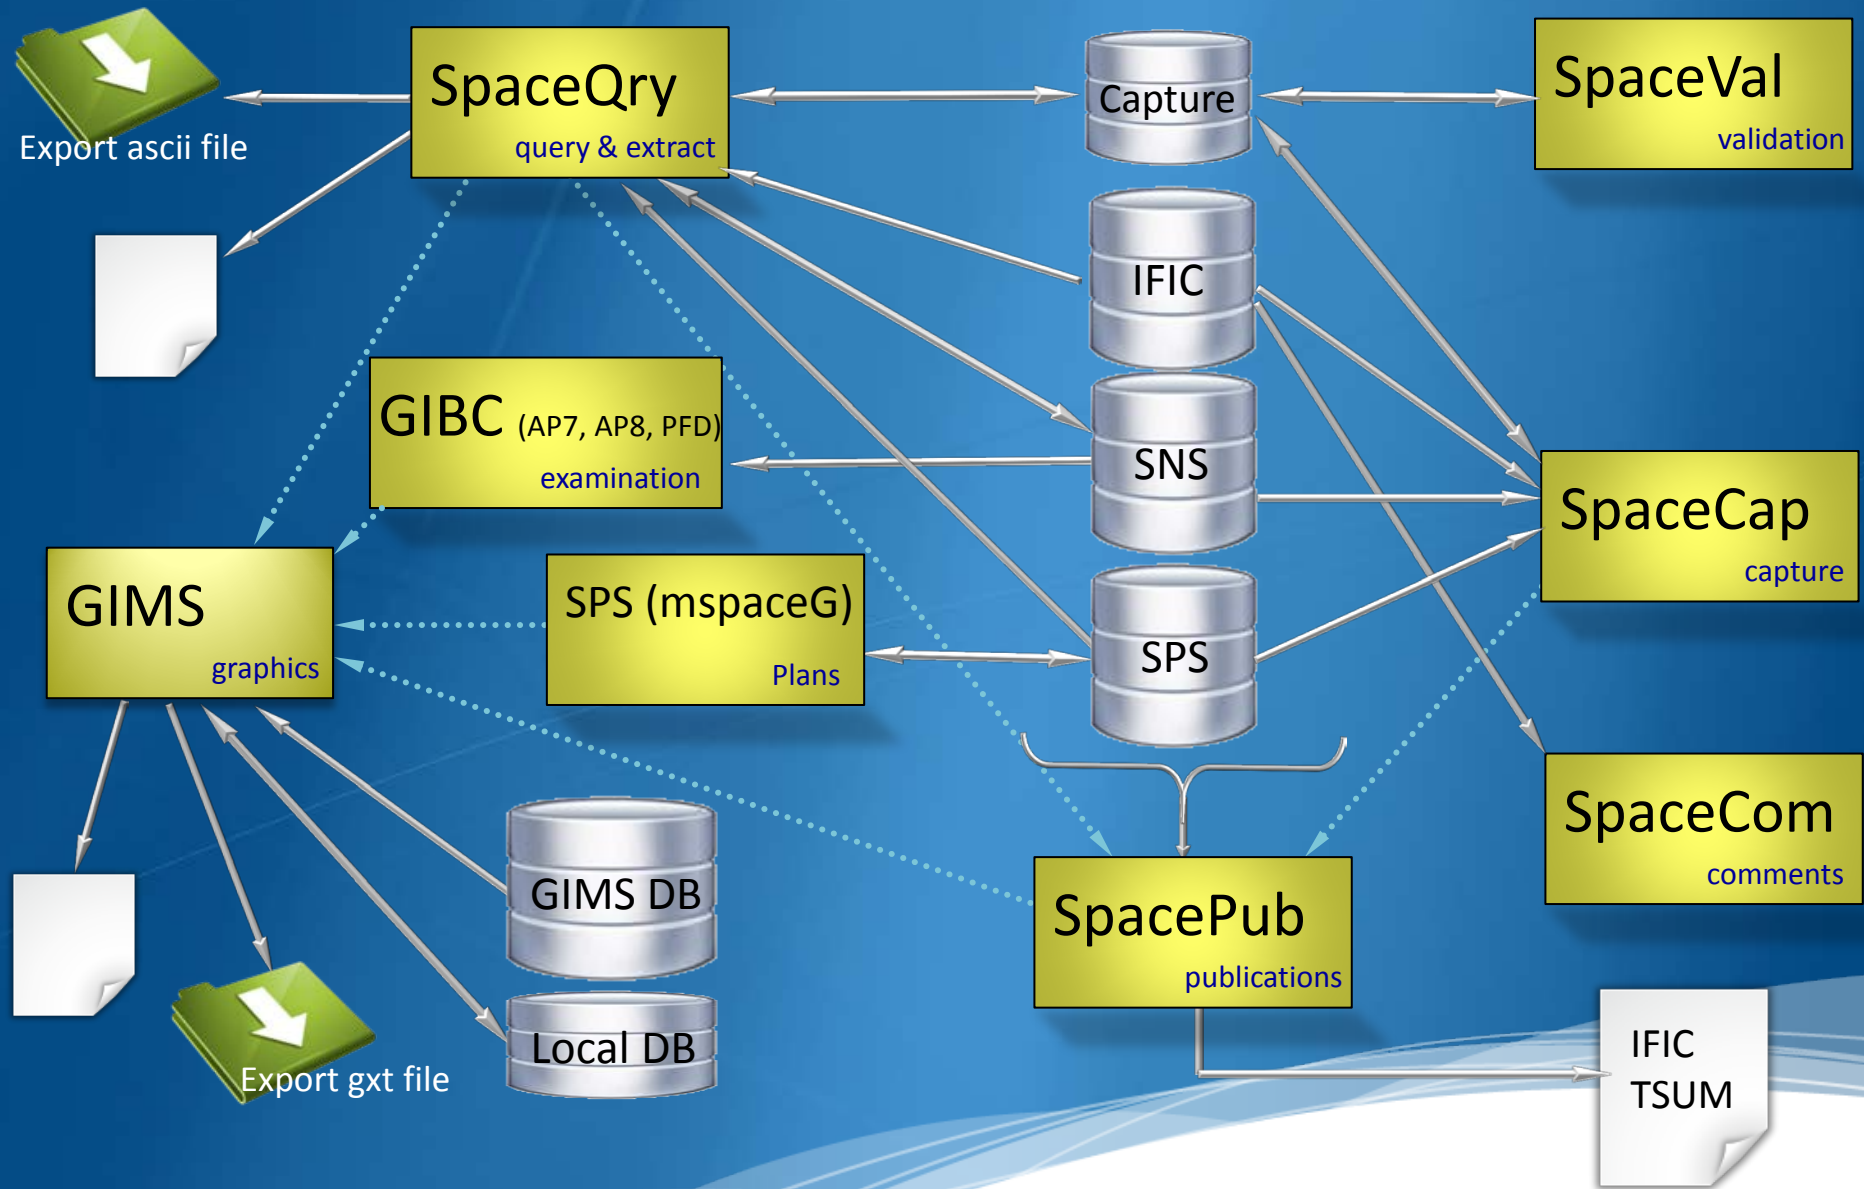 SpaceQry
query & extract
Capture
SpaceVal
validation
Export ascii file
IFIC
GIBC (AP7, AP8, PFD)
examination
SNS
SpaceCap
capture
GIMS
graphics
SPS (mspaceG)
Plans
SPS
SpaceCom
comments
GIMS DB
SpacePub
publications
Local DB
Export gxt file
IFIC
TSUM